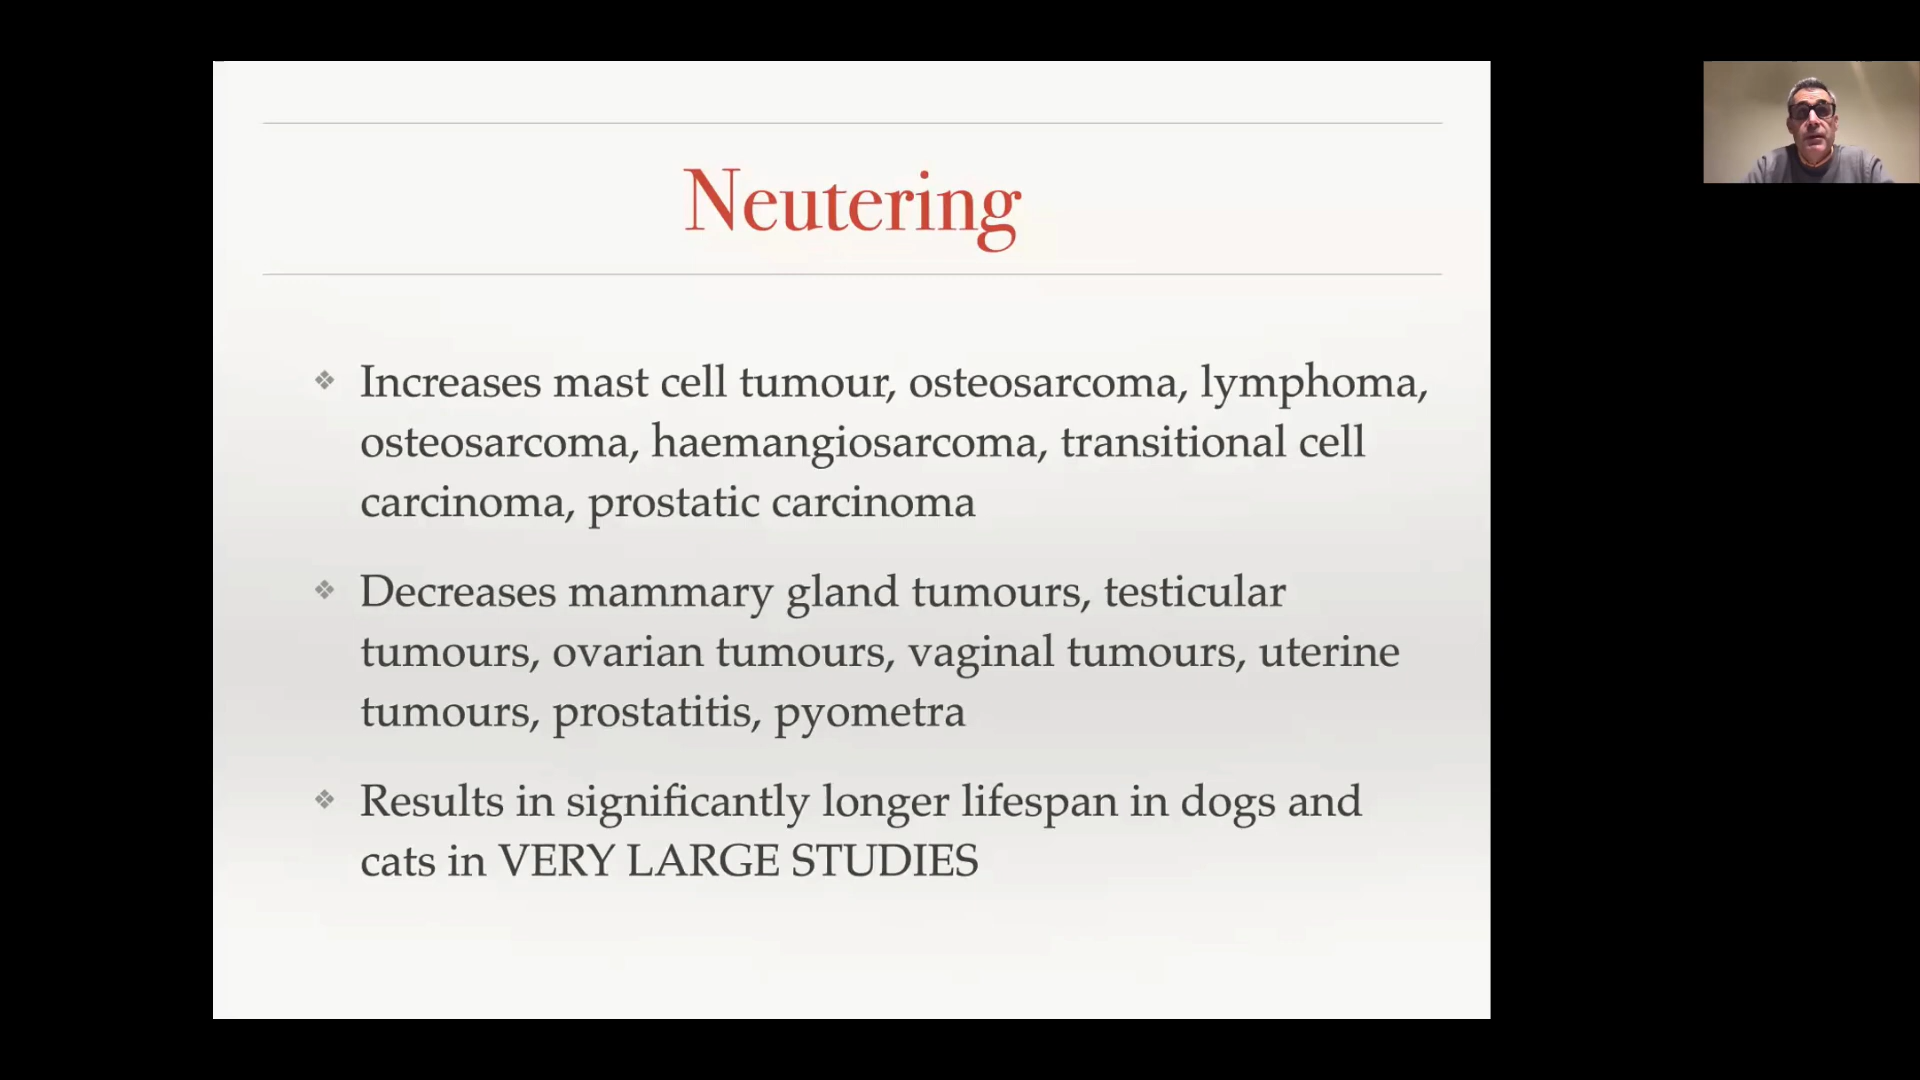 Neutering
Increases mast cell tumour, osteosarcoma, lymphoma,
osteosarcoma, haemangiosarcoma, transitional cell
carcinoma, prostatic carcinoma
Decreases mammary gland tumours, testicular
tumours, ovarian tumours, vaginal tumours, uterine
tumours, prostatitis, pyometra
Results in significantly longer lifespan in dogs and
cats in VERY LARGE STUDIES